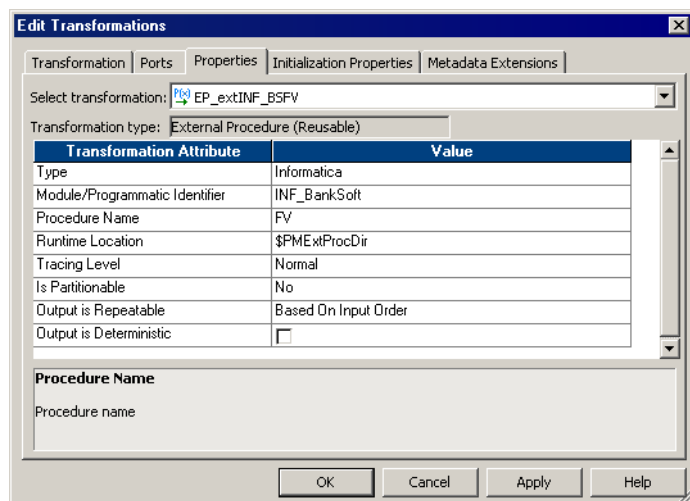 Edit Transformations
Transformation Ports Properties Initialization Properties Metadata Extensions
Select transformation: EP_extINF_BSFV
Transformation type: External Procedure (Reusable)
Transformation Attribute Value
Type Informatica
Module/Programmatic Identifier INF_BankSoft
Procedure Name FV
Runtime Location $PMExtProcDir
Tracing Level Normal
Is Partitionable No
Output is Repeatable Based On Input Order
Output is Deterministic
Procedure Name
Procedure name
OK Cancel Apply Help